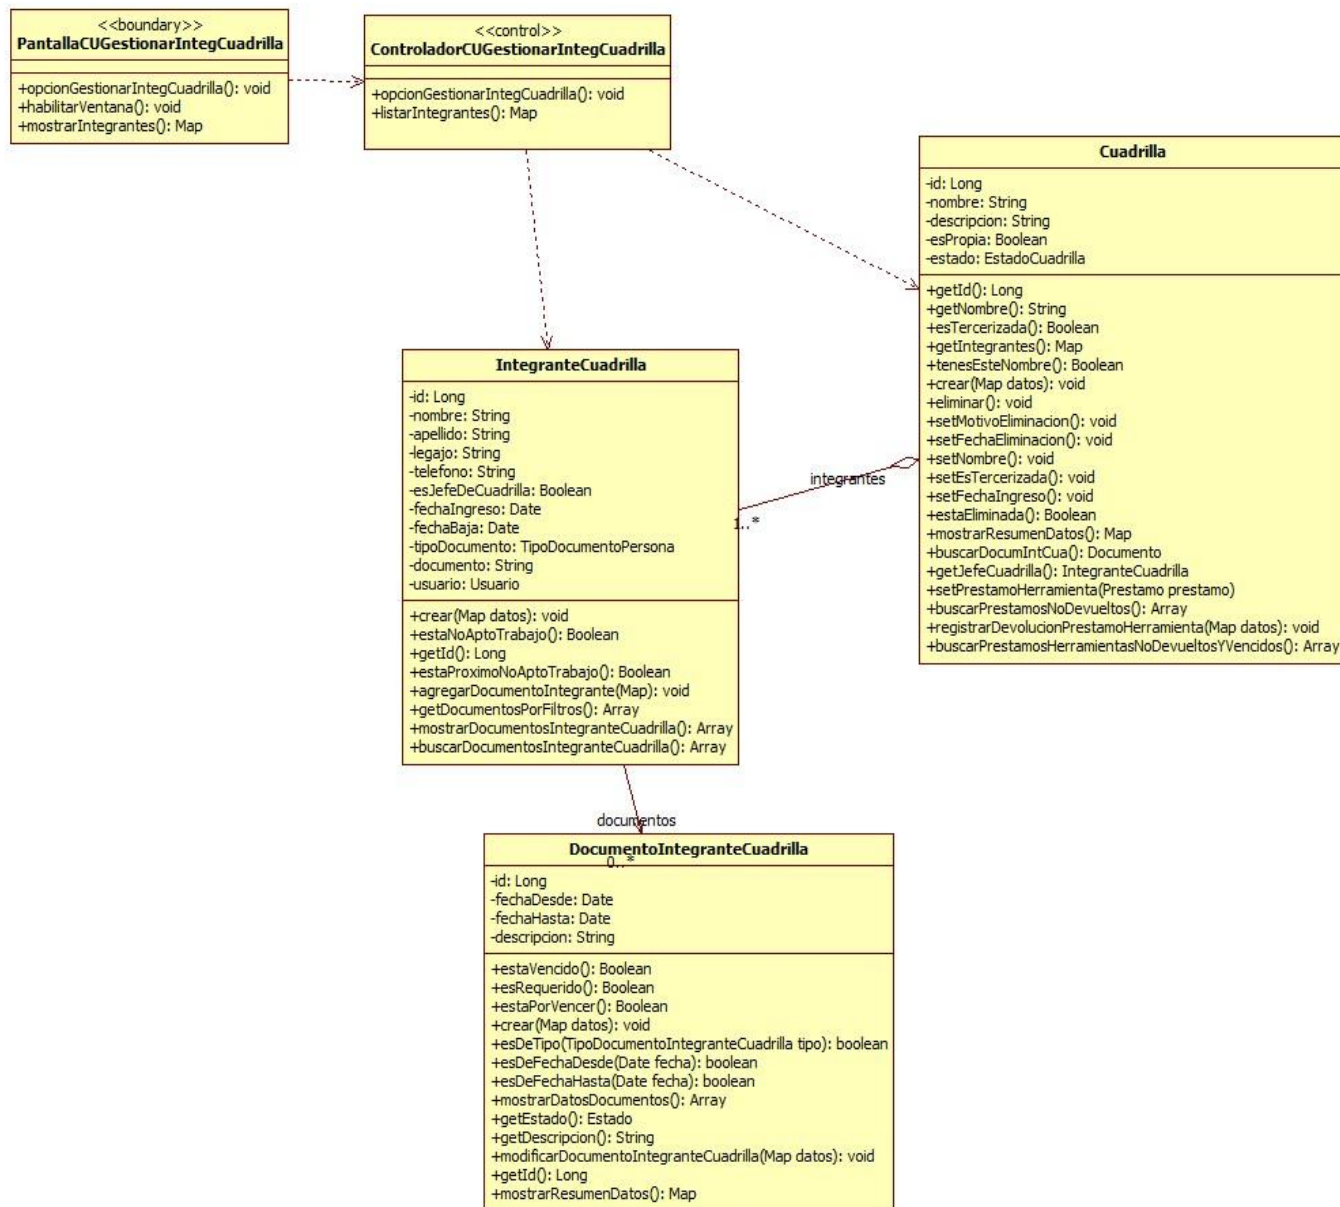 <<boundary>>
PantallaCUGestionarIntegCuadrilla
+opcionGestionarIntegCuadrilla(): void
+habilitarVentana(): void
+mostrarIntegrantes(): Map
<<control>>
ControladorCUGestionarIntegCuadrilla
+opcionGestionarIntegCuadrilla(): void
+listarIntegrantes(): Map
Cuadrilla
-id: Long
-nombre: String
-descripcion: String
-esPropia: Boolean
-estado: EstadoCuadrilla
+getId(): Long
+getNombre(): String
+esTercerizada(): Boolean
+getIntegrantes(): Map
+tenesEsteNombre(): Boolean
+crear(Map datos): void
+eliminar(): void
+setMotivoEliminacion(): void
+setFechaEliminacion(): void
+setNombre(): void
+setEsTercerizada(): void
+setFechaIngreso(): void
+estaEliminada(): Boolean
+mostrarResumenDatos(): Map
+buscarDocumIntCua(): Documento
+getJefeCuadrilla(): IntegranteCuadrilla
+setPrestamoHerramienta(Prestamo prestamo)
+buscarPrestamosNoDevueltos(): Array
+registrarDevolucionPrestamoHerramienta(Map datos): void
+buscarPrestamosHerramientasNoDevueltosYVencidos(): Array
IntegranteCuadrilla
-id: Long
-nombre: String
-apellido: String
-legajo: String
-telefono: String
-esJefeDeCuadrilla: Boolean
-fechaIngreso: Date
-fechaBaja: Date
-tipoDocumento: TipoDocumentoPersona
-documento: String
-usuario: Usuario
+crear(Map datos): void
+estaNoAptoTrabajo(): Boolean
+getId(): Long
+estaProximoNoAptoTrabajo(): Boolean
+agregarDocumentoIntegrante(Map): void
+getDocumentosPorFiltros(): Array
+mostrarDocumentosIntegranteCuadrilla(): Array
+buscarDocumentosIntegranteCuadrilla(): Array
integrantes
1..*
documentos
0..*
DocumentoIntegranteCuadrilla
-id: Long
-fechaDesde: Date
-fechaHasta: Date
-descripcion: String
+estaVencido(): Boolean
+esRequerido(): Boolean
+estaPorVencer(): Boolean
+crear(Map datos): void
+esDeTipo(TipoDocumentoIntegranteCuadrilla tipo): boolean
+esDeFechaDesde(Date fecha): boolean
+esDeFechaHasta(Date fecha): boolean
+mostrarDatosDocumentos(): Array
+getEstado(): Estado
+getDescripcion(): String
+modificarDocumentoIntegranteCuadrilla(Map datos): void
+getId(): Long
+mostrarResumenDatos(): Map